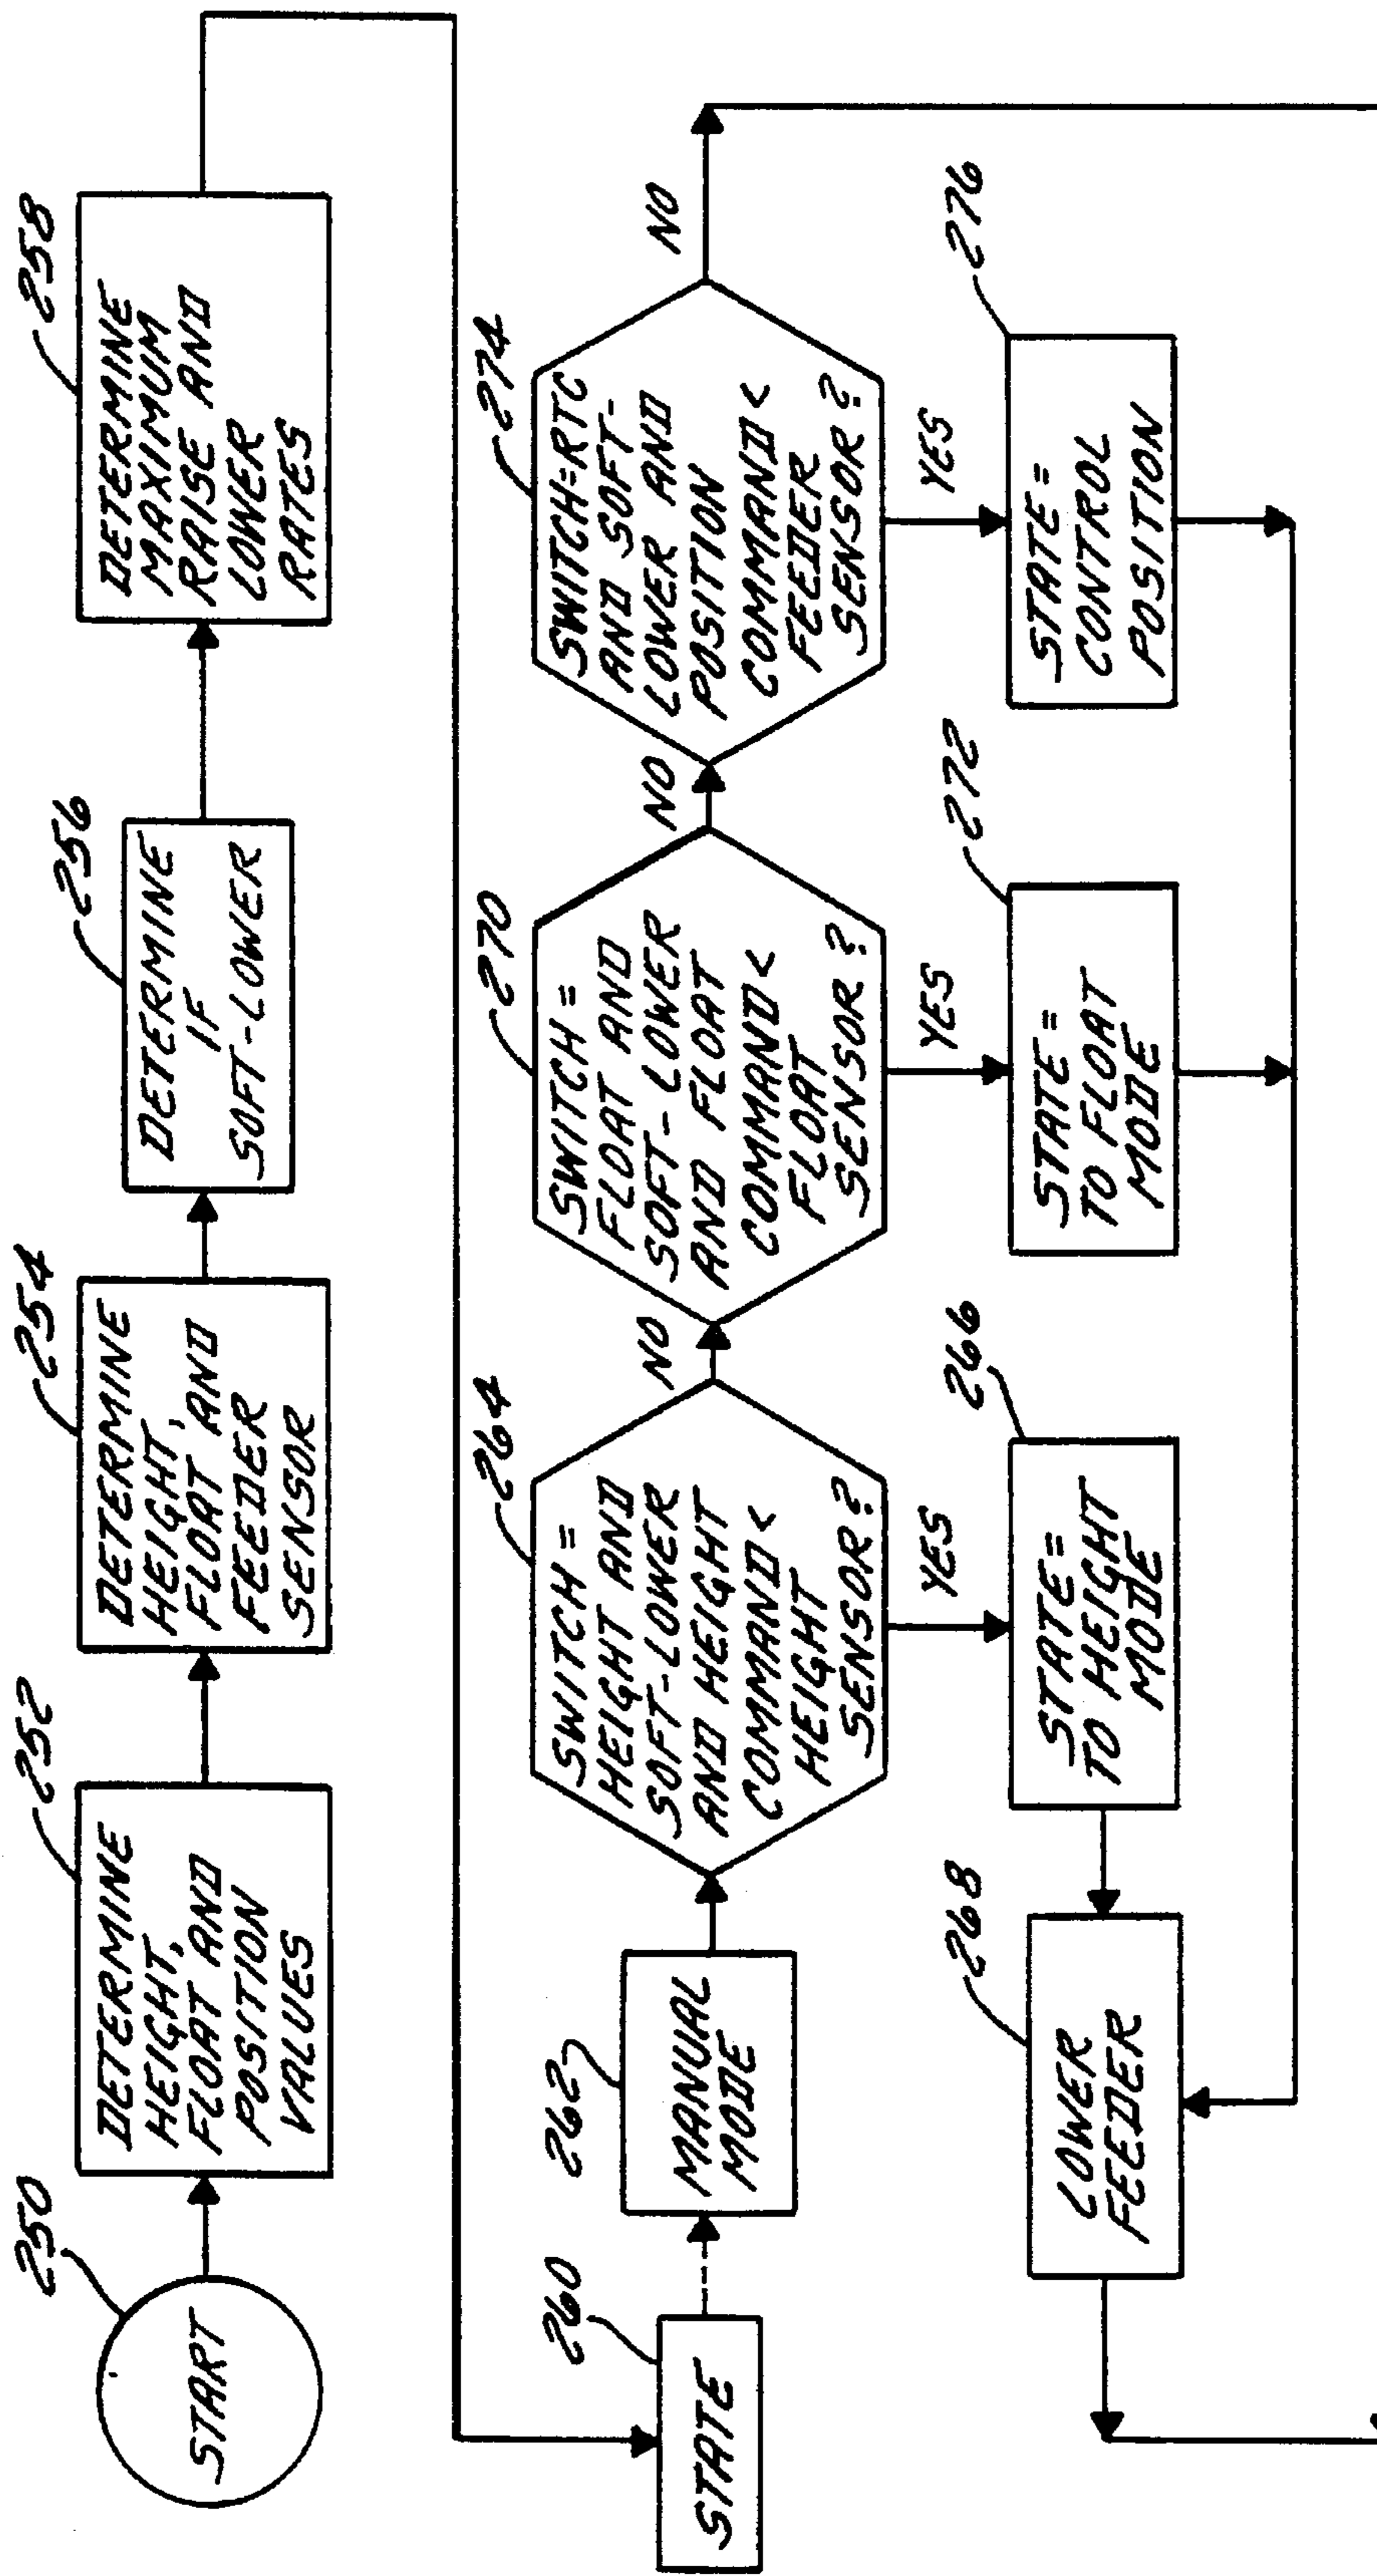 250
START
252
DETERMINE
HEIGHT,
FLOAT AND
POSITION
VALUES
254
DETERMINE
HEIGHT,
FLOAT AND
FEEDER
SENSOR
256
DETERMINE
IF
SOFT-LOWER
258
DETERMINE
MAXIMUM
RAISE AND
LOWER
RATES
260
STATE
262
MANUAL
MODE
264
SWITCH =
HEIGHT AND
SOFT-LOWER
AND HEIGHT
COMMAND <
HEIGHT
SENSOR?
NO
YES
270
SWITCH =
FLOAT AND
SOFT-LOWER
AND FLOAT
COMMAND <
FLOAT
SENSOR?
NO
YES
274
SWITCH=RTC
AND SOFT-
LOWER AND
POSITION
COMMAND <
FEEDER
SENSOR?
NO
YES
268
LOWER
FEEDER
266
STATE =
TO HEIGHT
MODE
272
STATE =
TO FLOAT
MODE
276
STATE =
CONTROL
POSITION